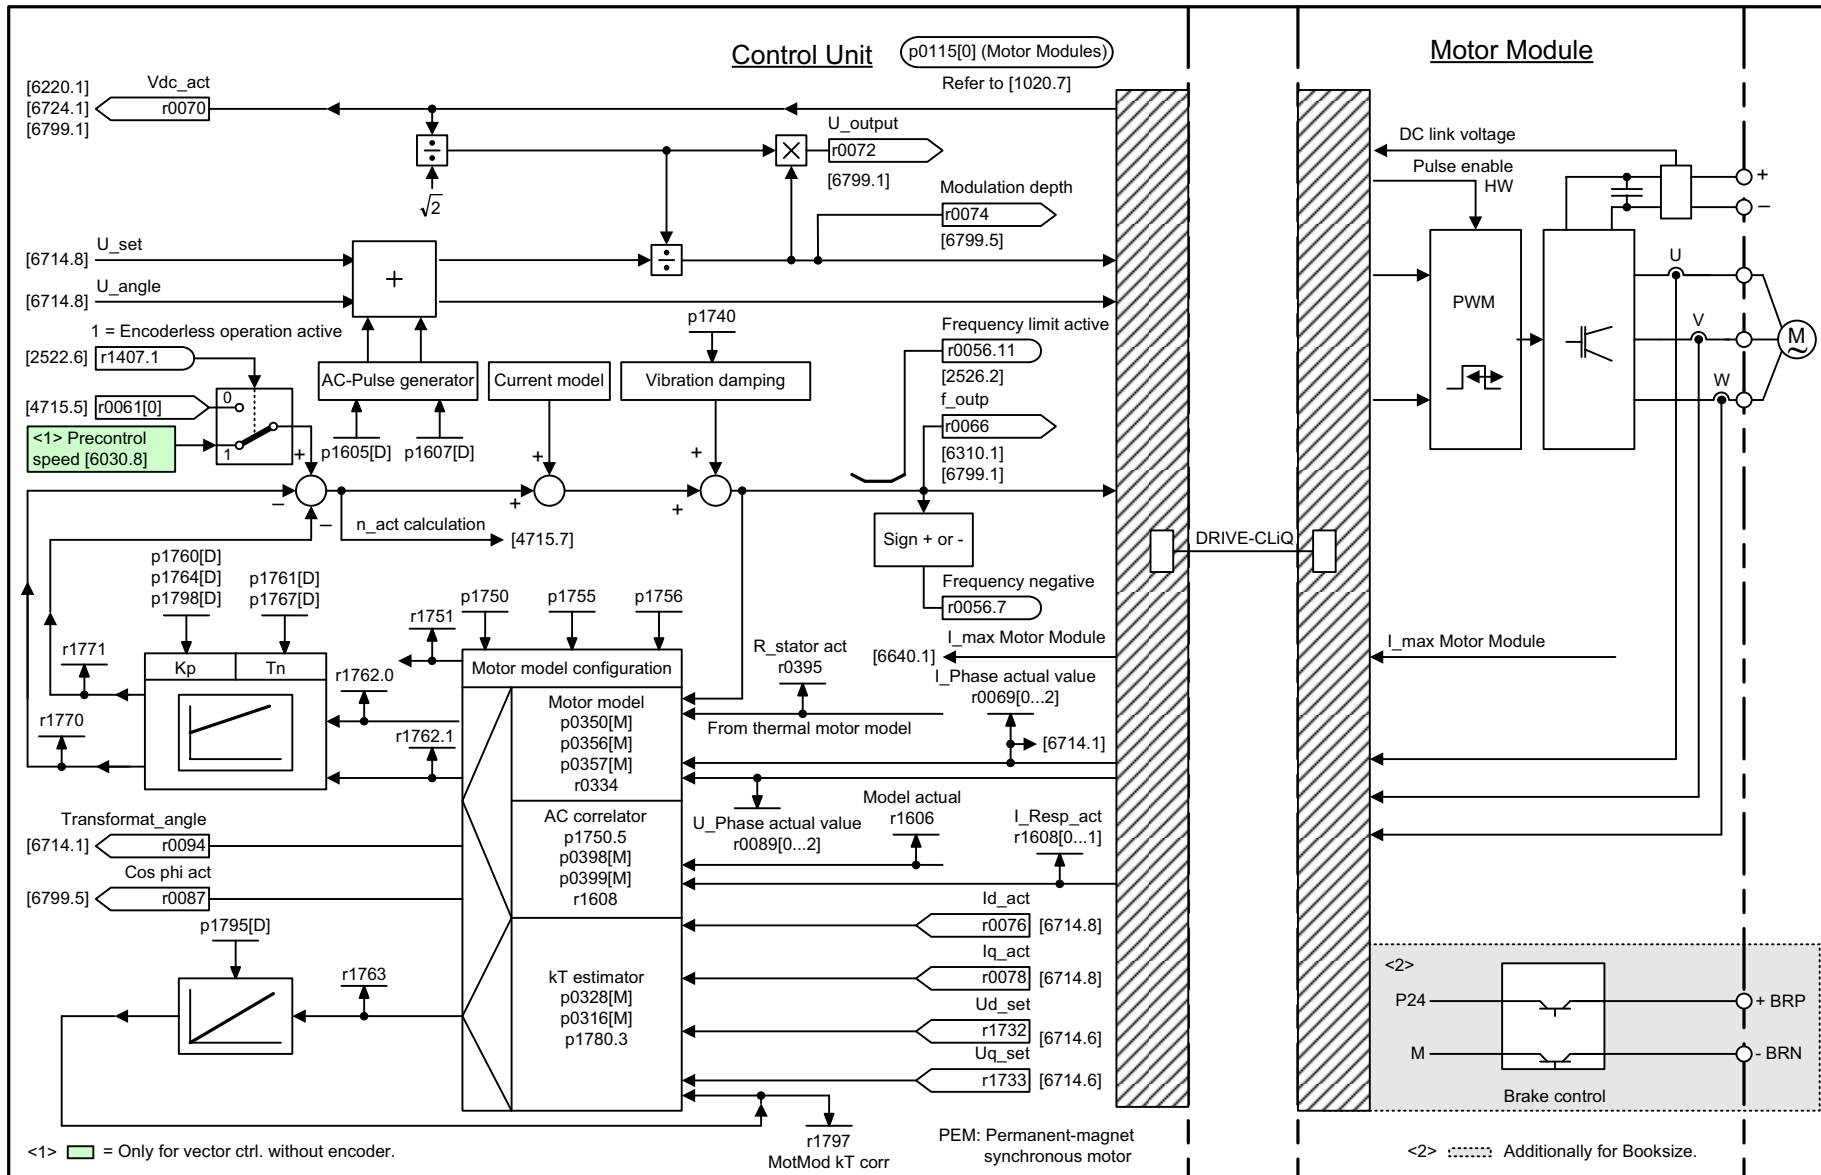 Control Unit
p0115[0] (Motor Modules)
Refer to [1020.7]
Motor Module
[6220.1]
[6724.1]
[6799.1]
Vdc_act
r0070
÷
√2
×
U_output
r0072
[6799.1]
Modulation depth
r0074
[6799.5]
DC link voltage
Pulse enable
HW
+
–
[6714.8]
U_set
[6714.8]
U_angle
+
÷
PWM
U
V
W
M
~
1 = Encoderless operation active
[2522.6]
r1407.1
[4715.5]
r0061[0]
0
1
<1> Precontrol
speed [6030.8]
AC-Pulse generator
p1605[D]
p1607[D]
Current model
p1740
Vibration damping
Frequency limit active
r0056.11
[2526.2]
f_outp
r0066
[6310.1]
[6799.1]
+
–
–
+
+
+
+
n_act calculation
[4715.7]
Sign + or -
Frequency negative
r0056.7
DRIVE-CLiQ
p1760[D]
p1764[D]
p1798[D]
p1761[D]
p1767[D]
r1771
r1770
Kp
Tn
r1751
r1762.0
r1762.1
p1750
p1755
p1756
Motor model configuration
Motor model
p0350[M]
p0356[M]
p0357[M]
r0334
AC correlator
p1750.5
p0398[M]
p0399[M]
r1608
kT estimator
p0328[M]
p0316[M]
p1780.3
I_max Motor Module
[6640.1]
R_stator act
r0395
From thermal motor model
I_Phase actual value
r0069[0...2]
[6714.1]
U_Phase actual value
r0089[0...2]
Model actual
r1606
I_Resp_act
r1608[0...1]
I_max Motor Module
Transformat_angle
[6714.1]
r0094
Cos phi act
[6799.5]
r0087
p1795[D]
r1763
Id_act
r0076
[6714.8]
Iq_act
r0078
[6714.8]
Ud_set
r1732
[6714.6]
Uq_set
r1733
[6714.6]
r1797
MotMod kT corr
<2>
P24
M
+ BRP
- BRN
Brake control
<1> = Only for vector ctrl. without encoder.
PEM: Permanent-magnet
synchronous motor
<2> Additionally for Booksize.